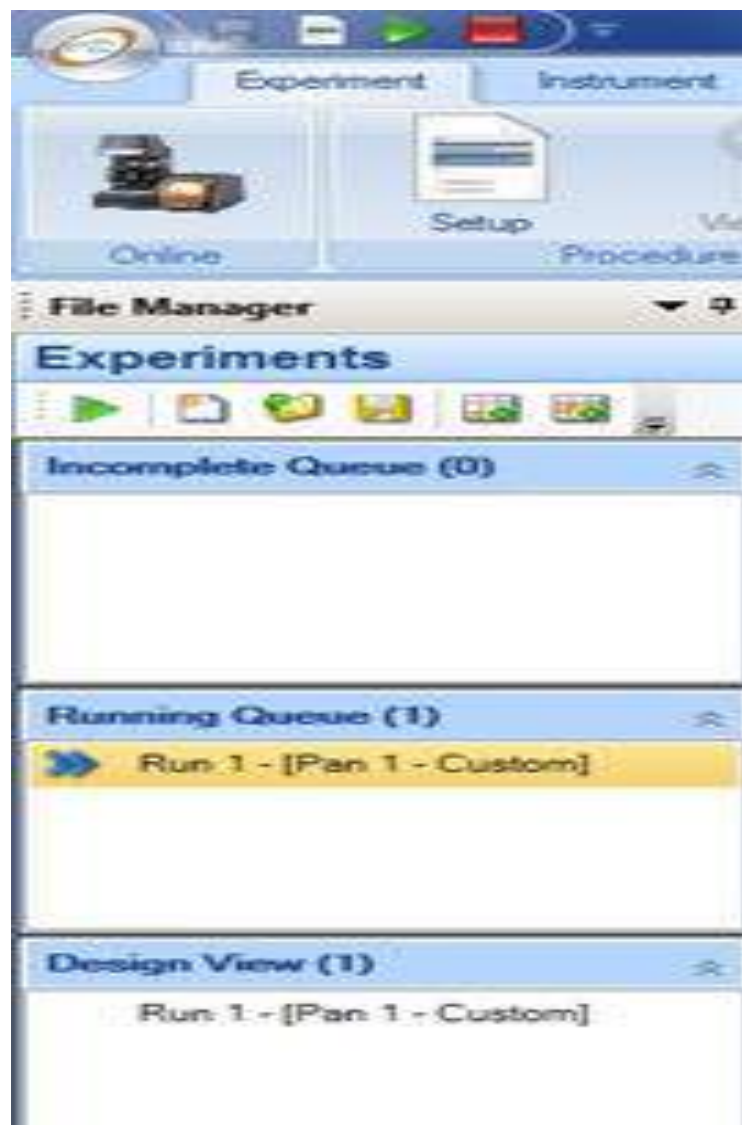 Experiment Instrument
Setup
Online Procedure
File Manager
Experiments
Incomplete Queue (0)
Running Queue (1)
Run 1 - [Pan 1 - Custom]
Design View (1)
Run 1 - [Pan 1 - Custom]